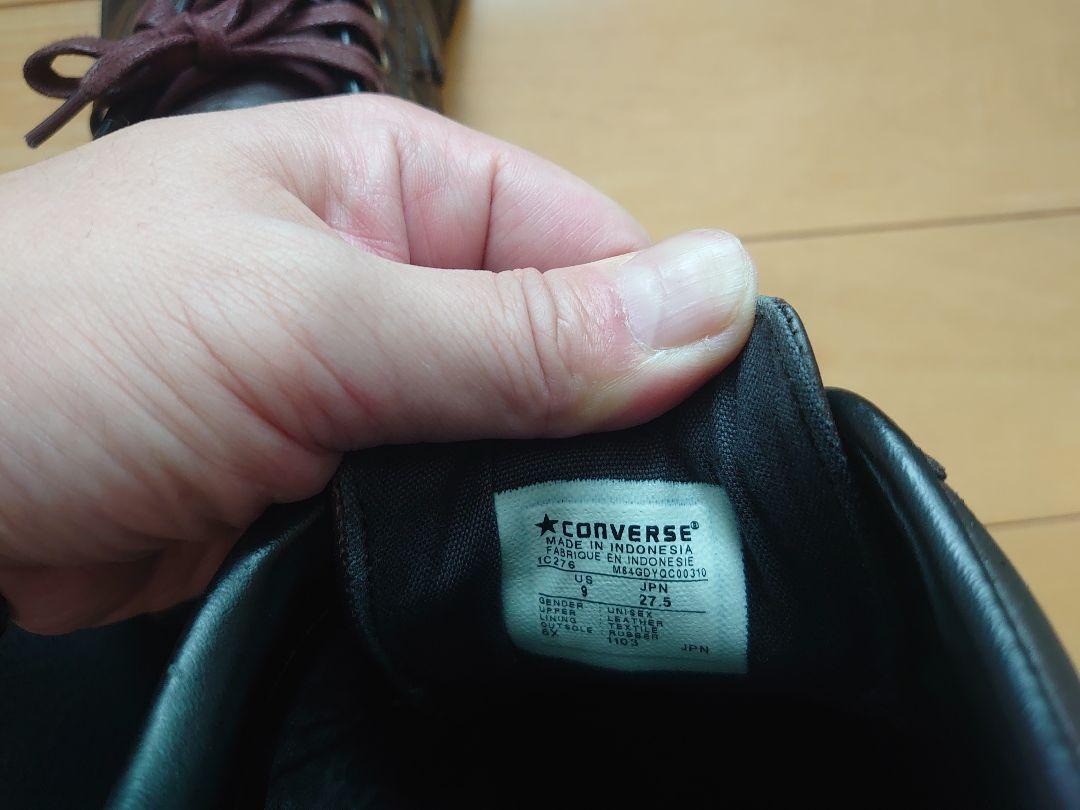 CONVERSE®
MADE IN INDONESIA
FABRIQUE EN INDONESIE
1C276 M84GDYQC00310
US JPN
9 27.5
GENDER : UNISEX
UPPER : LEATHER
LINING : TEXTILE
OUTSOLE : RUBBER
6X 1103 JPN